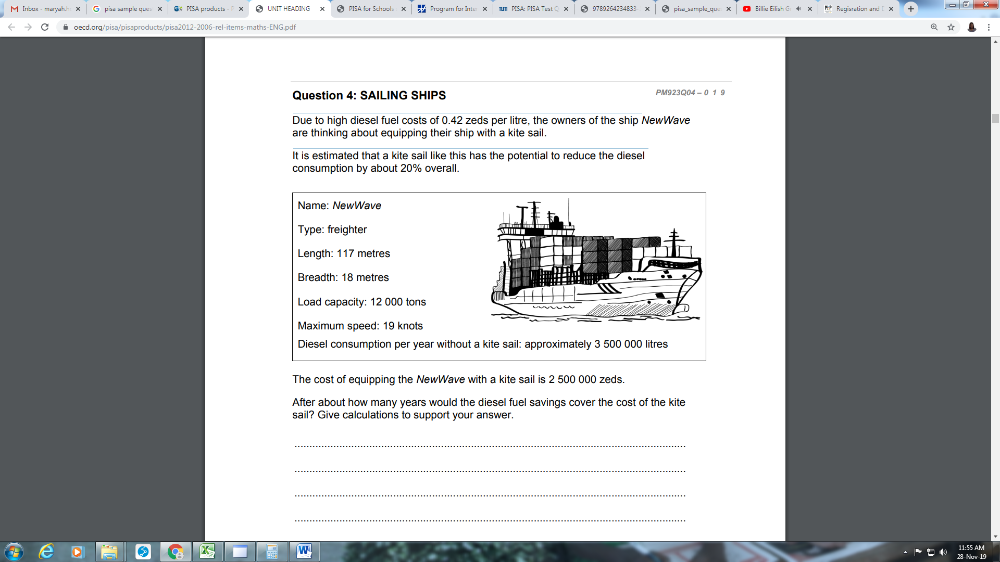 Inbox - maryah.h
pisa sample ques
PISA products - P
UNIT HEADING
PISA for Schools
Program for Inter
TUM PISA: PISA Test Q
9789264234833-
pisa_sample_que
Billie Eilish G
Regisration and D
oecd.org/pisa/pisaproducts/pisa2012-2006-rel-items-maths-ENG.pdf
Question 4: SAILING SHIPS
PM923Q04 – 0 1 9
Due to high diesel fuel costs of 0.42 zeds per litre, the owners of the ship NewWave
are thinking about equipping their ship with a kite sail.
It is estimated that a kite sail like this has the potential to reduce the diesel
consumption by about 20% overall.
Name: NewWave
Type: freighter
Length: 117 metres
Breadth: 18 metres
Load capacity: 12 000 tons
Maximum speed: 19 knots
Diesel consumption per year without a kite sail: approximately 3 500 000 litres
The cost of equipping the NewWave with a kite sail is 2 500 000 zeds.
After about how many years would the diesel fuel savings cover the cost of the kite
sail? Give calculations to support your answer.
11:55 AM
28-Nov-19